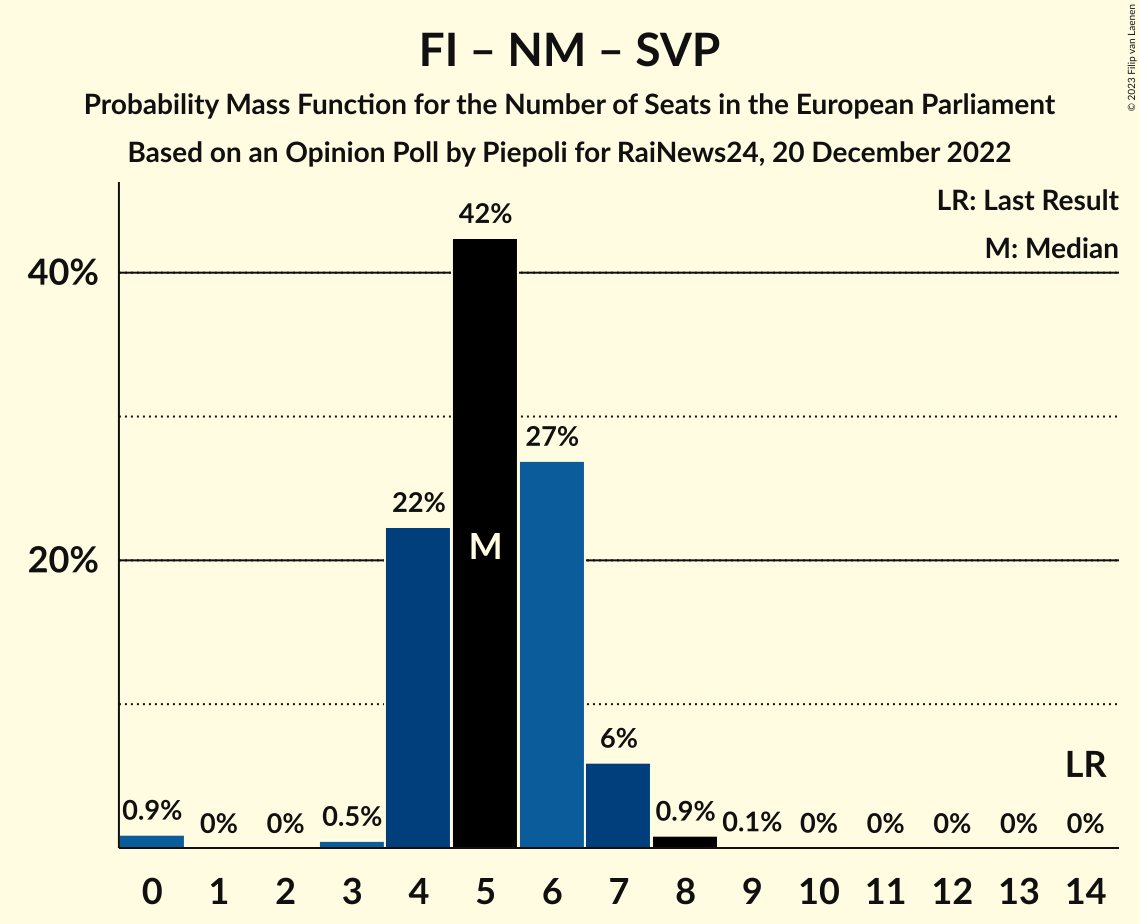 FI – NM – SVP
Probability Mass Function for the Number of Seats in the European Parliament
Based on an Opinion Poll by Piepoli for RaiNews24, 20 December 2022
© 2023 Filip van Laenen
LR: Last Result
M: Median
40%
20%
0.9% 0% 0% 0.5% 22% 42% 27% 6% 0.9% 0.1% 0% 0% 0% 0% 0%
M
LR
0 1 2 3 4 5 6 7 8 9 10 11 12 13 14